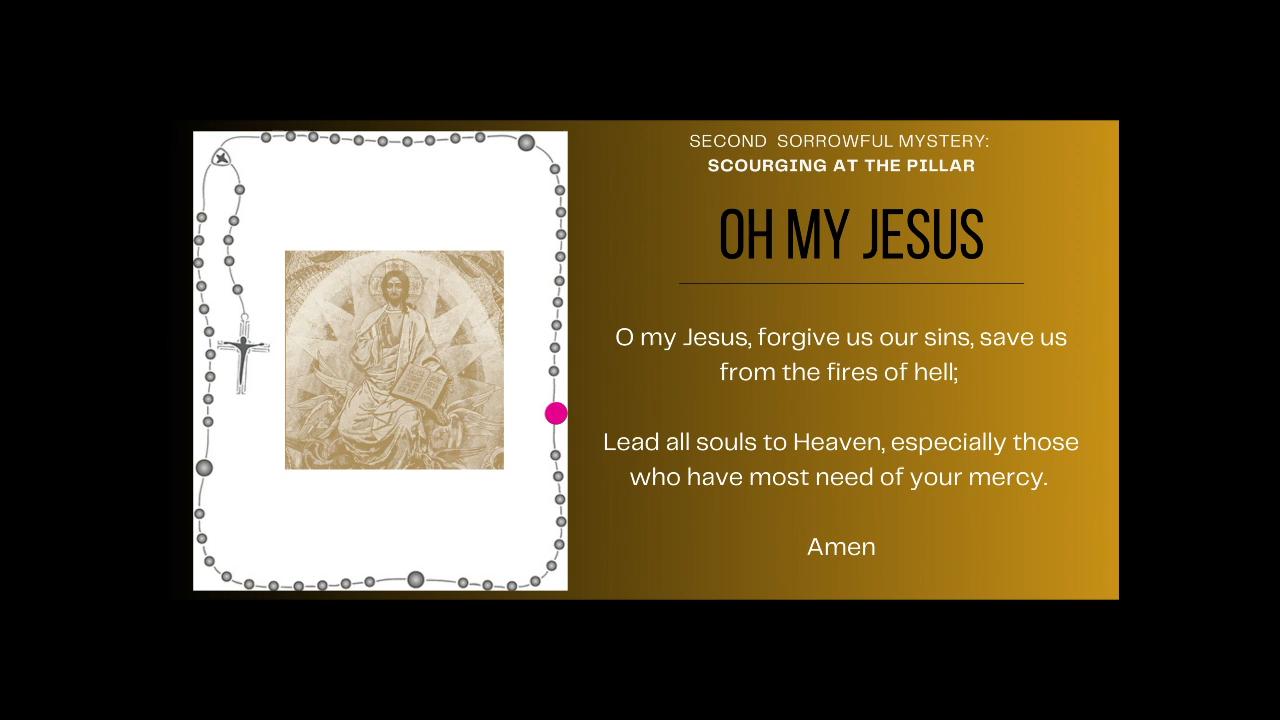 SECOND SORROWFUL MYSTERY:
SCOURGING AT THE PILLAR
OH MY JESUS
O my Jesus, forgive us our sins, save us
from the fires of hell;
Lead all souls to Heaven, especially those
who have most need of your mercy.
Amen